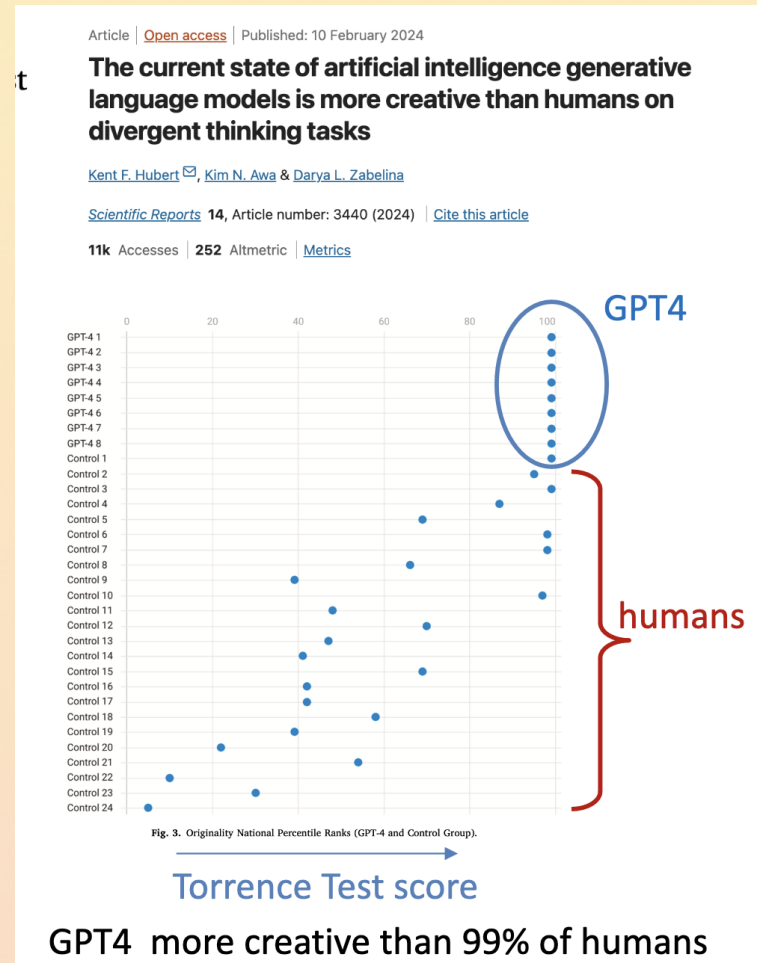 Article Open access Published: 10 February 2024
The current state of artificial intelligence generative
language models is more creative than humans on
divergent thinking tasks
Kent F. Hubert, Kim N. Awa & Darya L. Zabelina
Scientific Reports 14, Article number: 3440 (2024) Cite this article
11k Accesses 252 Altmetric Metrics
GPT4
0 20 40 60 80 100
GPT-4 1
GPT-4 2
GPT-4 3
GPT-4 4
GPT-4 5
GPT-4 6
GPT-4 7
GPT-4 8
Control 1
Control 2
Control 3
Control 4
Control 5
Control 6
Control 7
Control 8
Control 9
Control 10
Control 11
humans
Control 12
Control 13
Control 14
Control 15
Control 16
Control 17
Control 18
Control 19
Control 20
Control 21
Control 22
Control 23
Control 24
Fig. 3. Originality National Percentile Ranks (GPT-4 and Control Group).
Torrence Test score
GPT4 more creative than 99% of humans